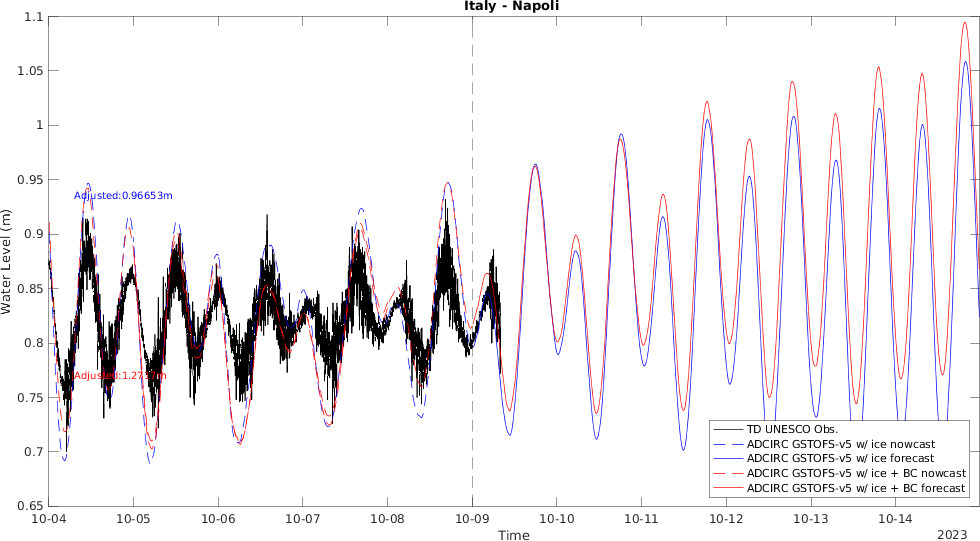 Italy - Napoli
Water Level (m)
1.1
1.05
1
0.95
0.9
0.85
0.8
0.75
0.7
0.65
Adjusted:0.96653m
TD UNESCO Obs.
ADCIRC GSTOFS-v5 w/ ice nowcast
ADCIRC GSTOFS-v5 w/ ice forecast
ADCIRC GSTOFS-v5 w/ ice + BC nowcast
ADCIRC GSTOFS-v5 w/ ice + BC forecast
10-04 10-05 10-06 10-07 10-08 10-09 10-10 10-11 10-12 10-13 10-14
Time
2023